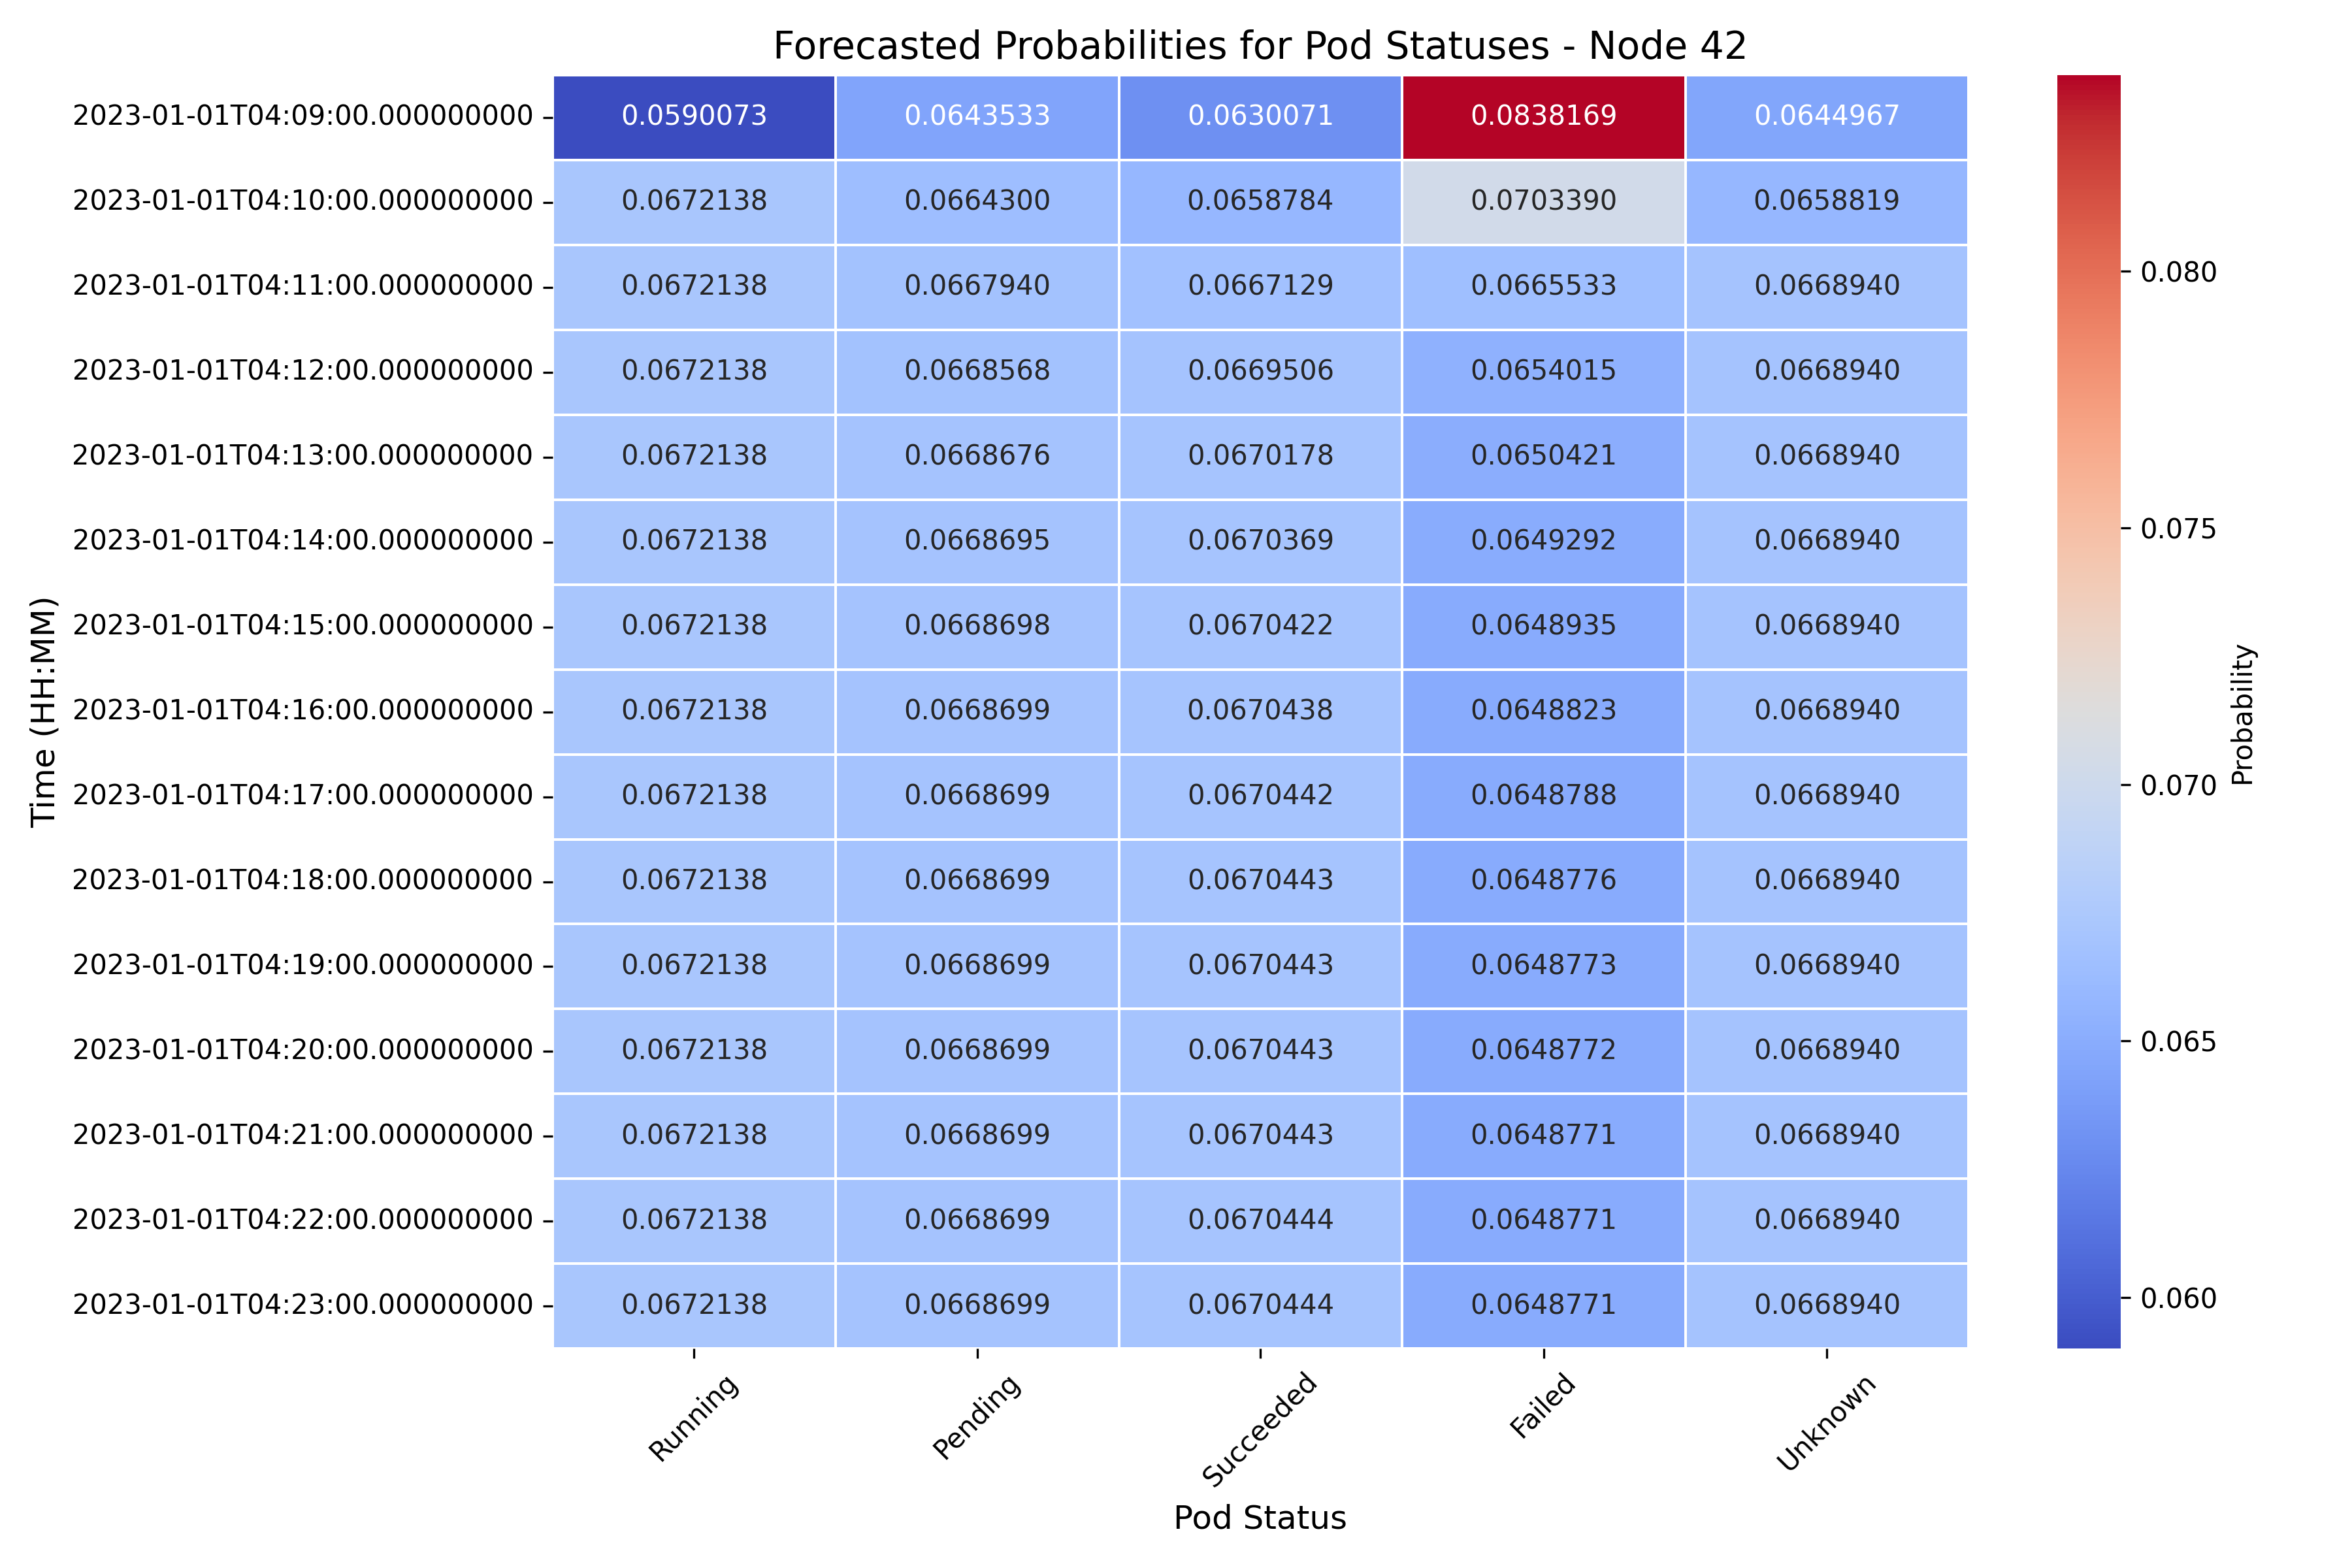 Forecasted Probabilities for Pod Statuses - Node 42
2023-01-01T04:09:00.000000000 0.0590073 0.0643533 0.0630071 0.0838169 0.0644967
2023-01-01T04:10:00.000000000 0.0672138 0.0664300 0.0658784 0.0703390 0.0658819
2023-01-01T04:11:00.000000000 0.0672138 0.0667940 0.0667129 0.0665533 0.0668940
2023-01-01T04:12:00.000000000 0.0672138 0.0668568 0.0669506 0.0654015 0.0668940
2023-01-01T04:13:00.000000000 0.0672138 0.0668676 0.0670178 0.0650421 0.0668940
2023-01-01T04:14:00.000000000 0.0672138 0.0668695 0.0670369 0.0649292 0.0668940
2023-01-01T04:15:00.000000000 0.0672138 0.0668698 0.0670422 0.0648935 0.0668940
2023-01-01T04:16:00.000000000 0.0672138 0.0668699 0.0670438 0.0648823 0.0668940
2023-01-01T04:17:00.000000000 0.0672138 0.0668699 0.0670442 0.0648788 0.0668940
2023-01-01T04:18:00.000000000 0.0672138 0.0668699 0.0670443 0.0648776 0.0668940
2023-01-01T04:19:00.000000000 0.0672138 0.0668699 0.0670443 0.0648773 0.0668940
2023-01-01T04:20:00.000000000 0.0672138 0.0668699 0.0670443 0.0648772 0.0668940
2023-01-01T04:21:00.000000000 0.0672138 0.0668699 0.0670443 0.0648771 0.0668940
2023-01-01T04:22:00.000000000 0.0672138 0.0668699 0.0670444 0.0648771 0.0668940
2023-01-01T04:23:00.000000000 0.0672138 0.0668699 0.0670444 0.0648771 0.0668940
Time (HH:MM)
Running Pending Succeeded Failed Unknown
Pod Status
0.080
0.075
0.070
0.065
0.060
Probability